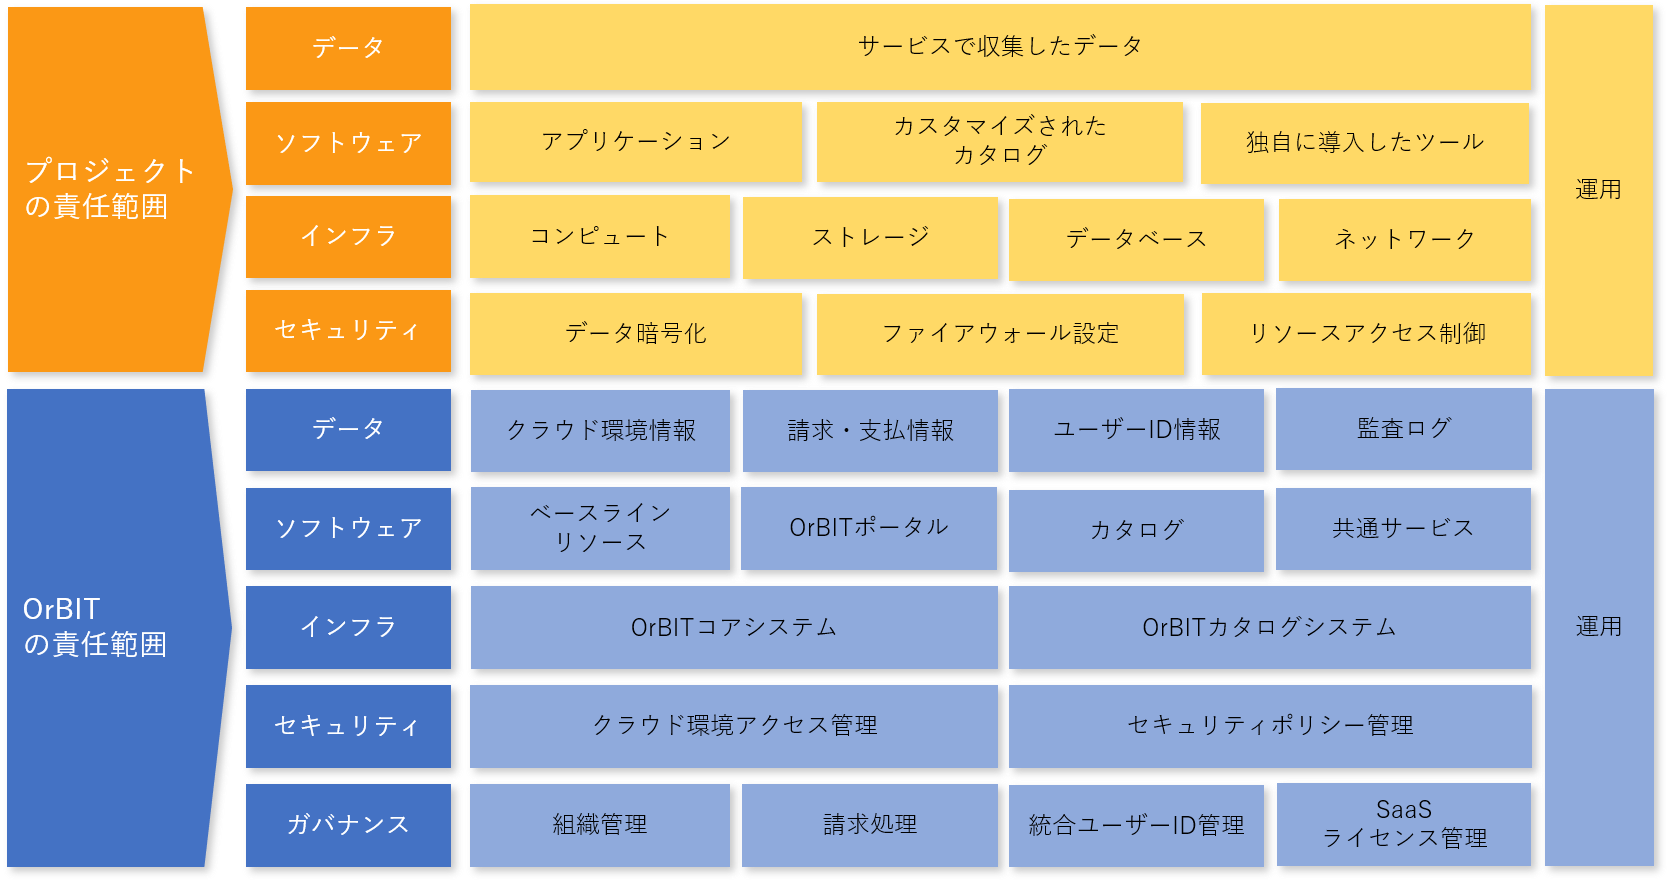 プロジェクト
の責任範囲
データ
サービスで収集したデータ
ソフトウェア
アプリケーション
カスタマイズされた
カタログ
独自に導入したツール
インフラ
コンピュート
ストレージ
データベース
ネットワーク
セキュリティ
データ暗号化
ファイアウォール設定
リソースアクセス制御
運用
OrBIT
の責任範囲
データ
クラウド環境情報
請求・支払情報
ユーザーID情報
監査ログ
ソフトウェア
ベースライン
リソース
OrBITポータル
カタログ
共通サービス
インフラ
OrBITコアシステム
OrBITカタログシステム
セキュリティ
クラウド環境アクセス管理
セキュリティポリシー管理
ガバナンス
組織管理
請求処理
統合ユーザーID管理
SaaS
ライセンス管理
運用